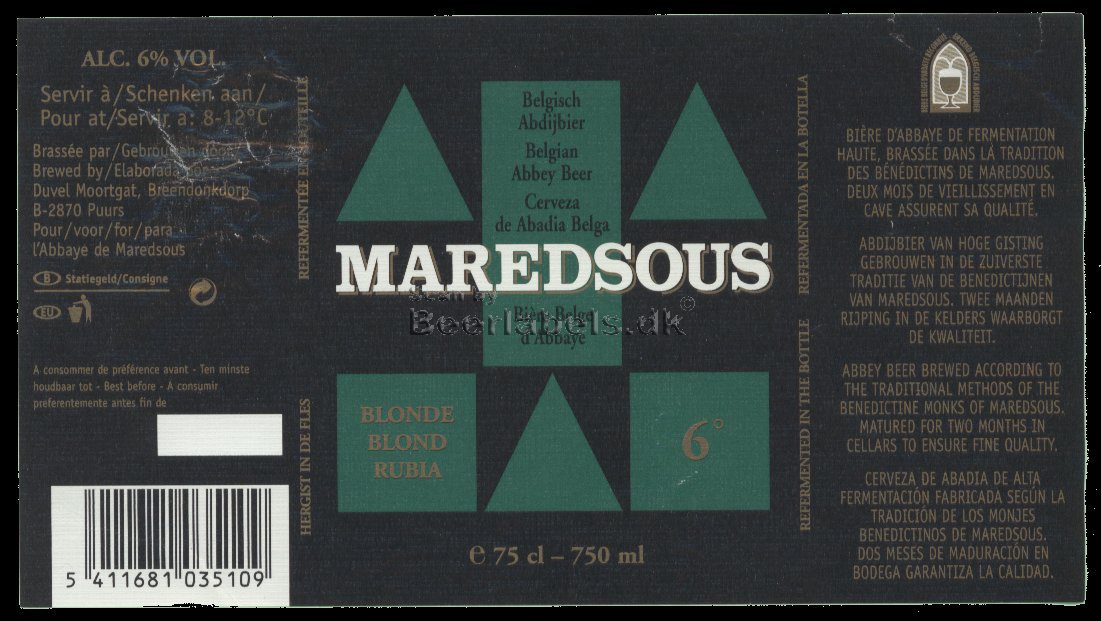 ALC. 6% VOL.
Servir à/Schenken aan/
Pour at/Servir a: 8-12°C
Brassée par/Gebrouwen door
Brewed by/Elaborada por
Duvel Moortgat, Breendonkdorp
B-2870 Puurs
Pour/voor/for/para
l'Abbaye de Maredsous
B Statiegeld/Consigne
EU
A consommer de préférence avant - Ten minste
houdbaar tot - Best before - A consumir
preferentemente antes fin de
5 411681 035109
REFERMENTÉE EN BOUTEILLE
HERGIST IN DE FLES
Belgisch
Abdijbier
Belgian
Abbey Beer
Cerveza
de Abadia Belga
MAREDSOUS
Scan by
Beerlabels.dk ©
Bière Belge
d'Abbaye
BLONDE
BLOND
RUBIA
6°
e 75 cl – 750 ml
REFERMENTADA EN LA BOTELLA
REFERMENTED IN THE BOTTLE
BIÈRE D'ABBAYE DE FERMENTATION
HAUTE, BRASSÉE DANS LA TRADITION
DES BÉNÉDICTINS DE MAREDSOUS.
DEUX MOIS DE VIEILLISSEMENT EN
CAVE ASSURENT SA QUALITÉ.
ABDIJBIER VAN HOGE GISTING
GEBROUWEN IN DE ZUIVERSTE
TRADITIE VAN DE BENEDICTIJNEN
VAN MAREDSOUS. TWEE MAANDEN
RIJPING IN DE KELDERS WAARBORGT
DE KWALITEIT.
ABBEY BEER BREWED ACCORDING TO
THE TRADITIONAL METHODS OF THE
BENEDICTINE MONKS OF MAREDSOUS.
MATURED FOR TWO MONTHS IN
CELLARS TO ENSURE FINE QUALITY.
CERVEZA DE ABADIA DE ALTA
FERMENTACIÓN FABRICADA SEGÚN LA
TRADICIÓN DE LOS MONJES
BENEDICTINOS DE MAREDSOUS.
DOS MESES DE MADURACIÓN EN
BODEGA GARANTIZA LA CALIDAD.